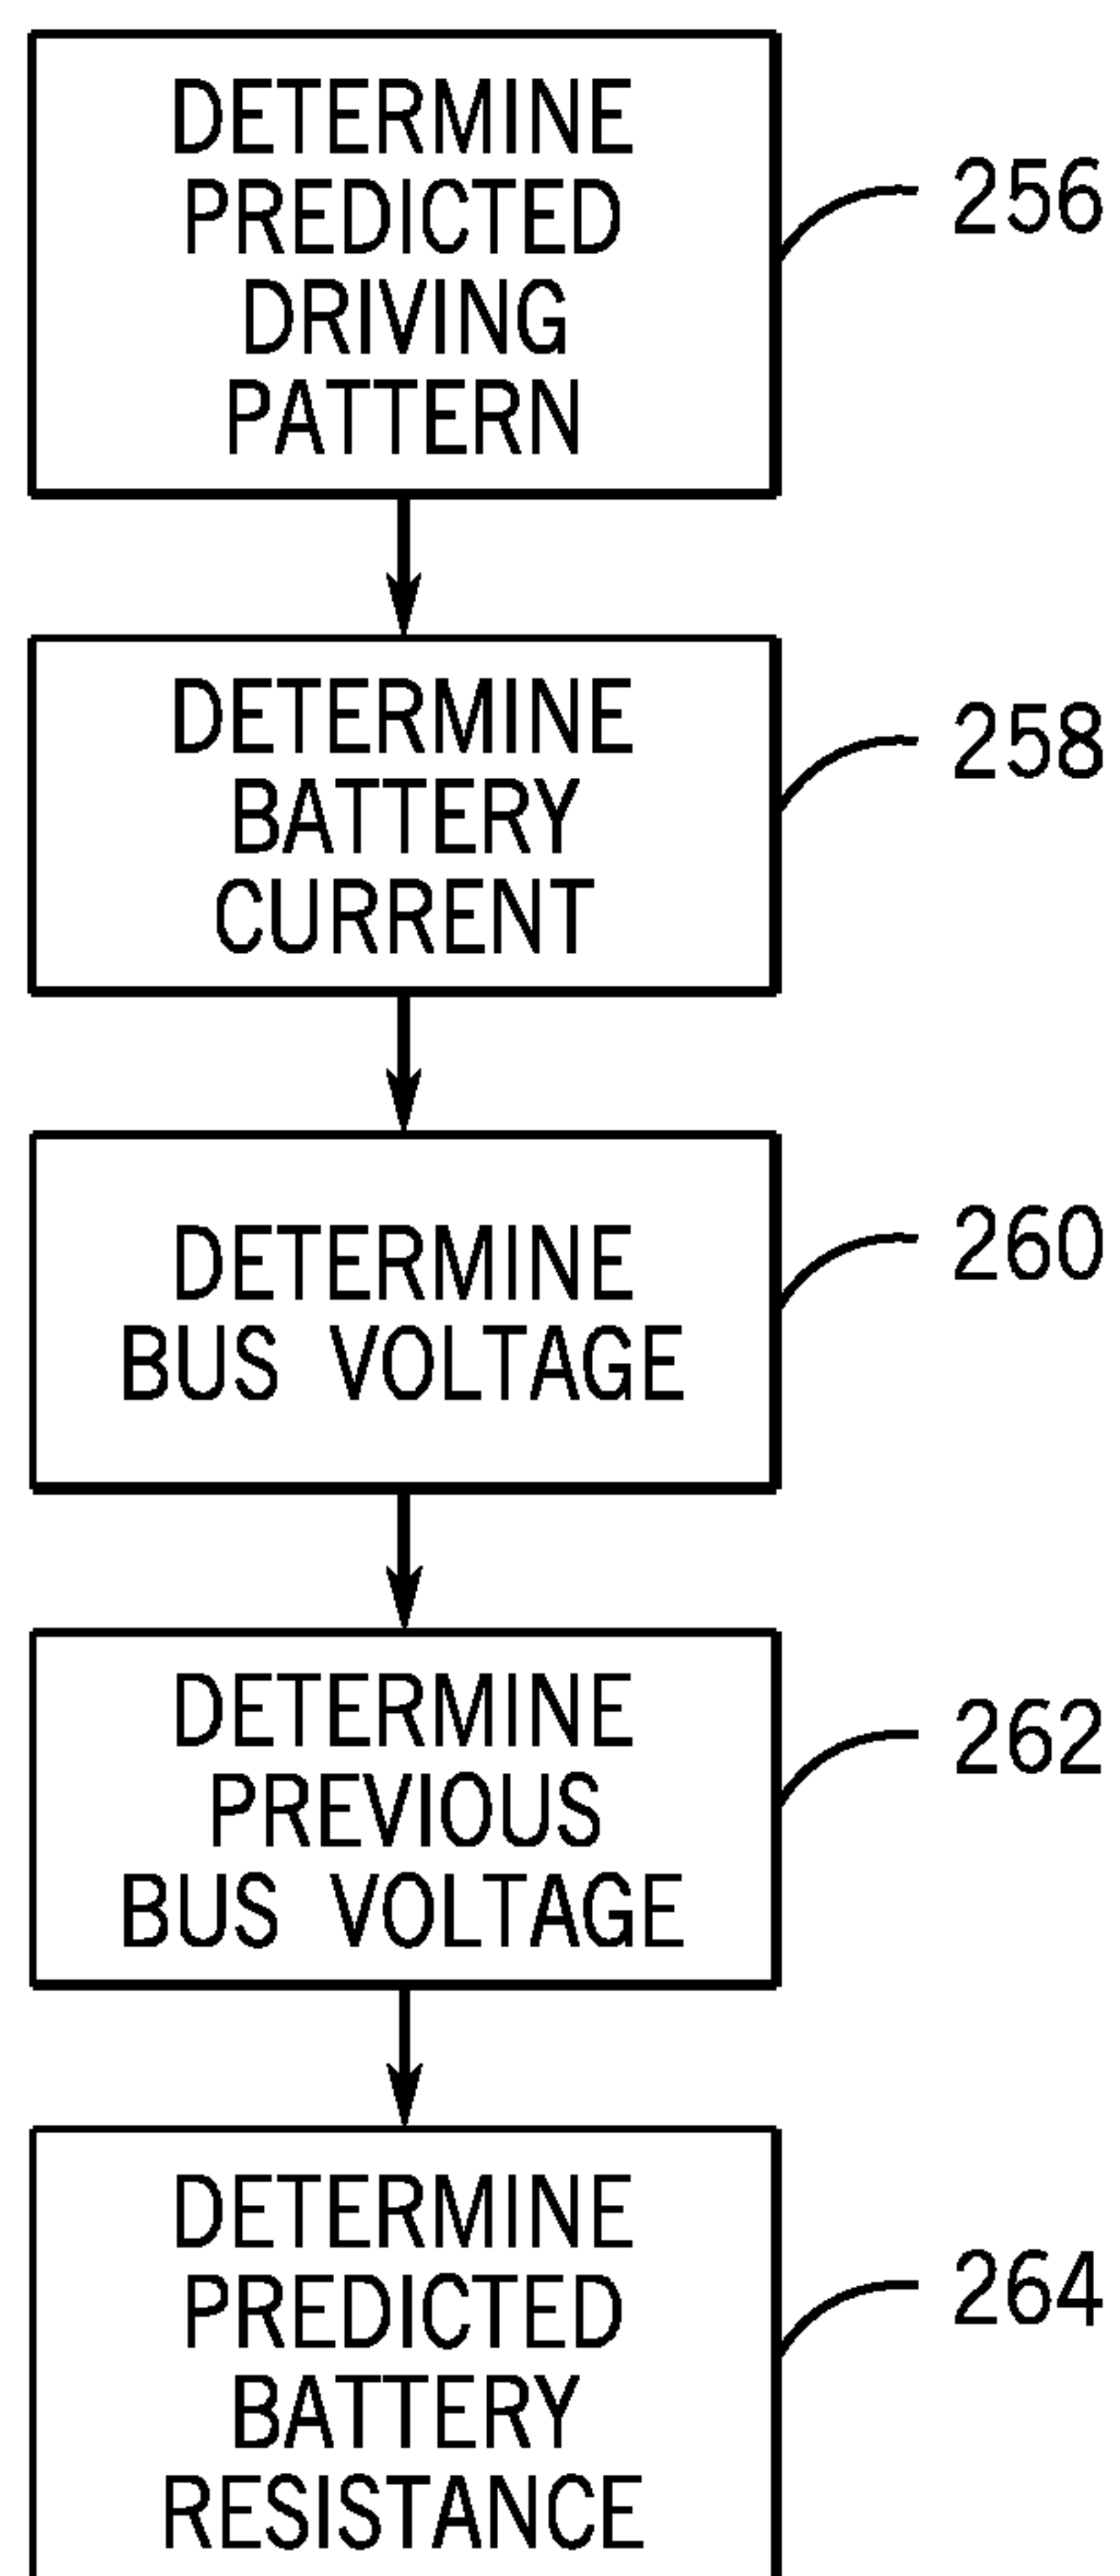 DETERMINE
PREDICTED
DRIVING
PATTERN
256
DETERMINE
BATTERY
CURRENT
258
DETERMINE
BUS VOLTAGE
260
DETERMINE
PREVIOUS
BUS VOLTAGE
262
DETERMINE
PREDICTED
BATTERY
RESISTANCE
264